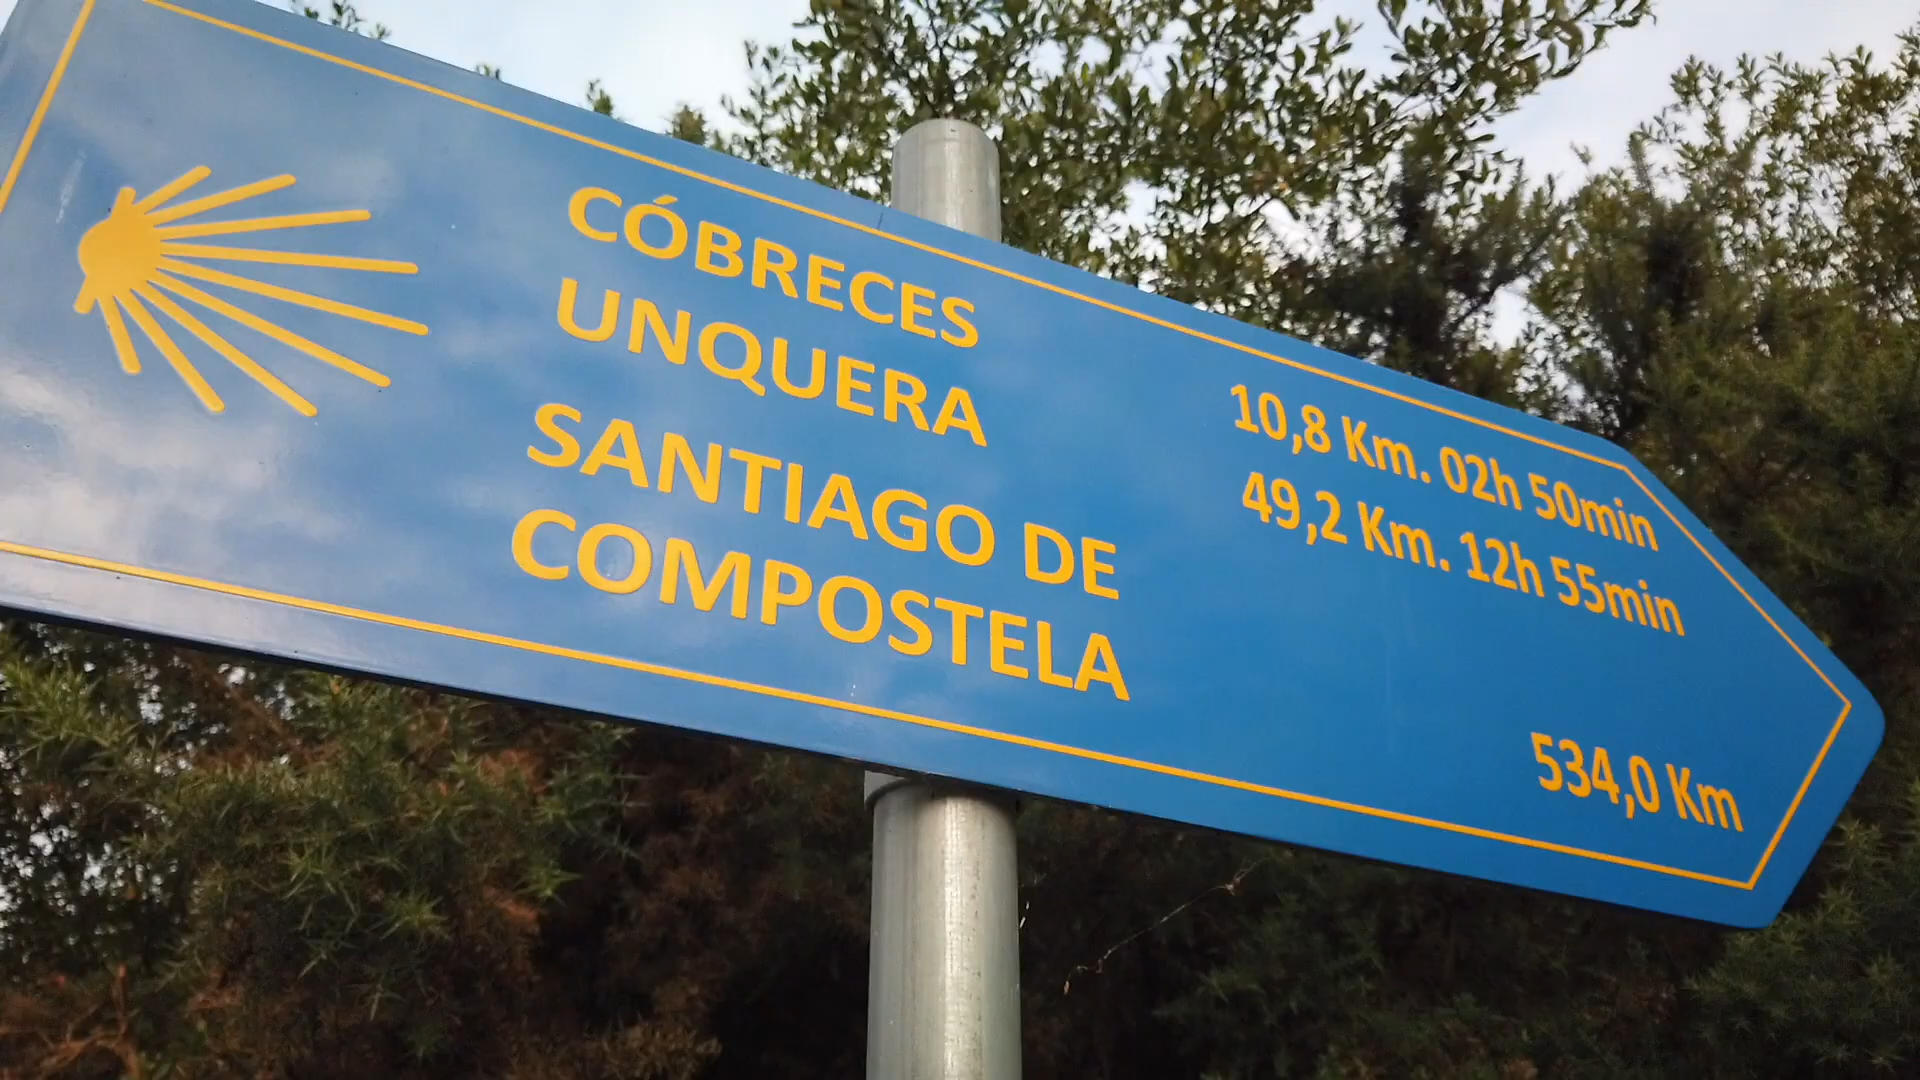 CÓBRECES 10,8 Km. 02h 50min
UNQUERA 49,2 Km. 12h 55min
SANTIAGO DE
COMPOSTELA 534,0 Km